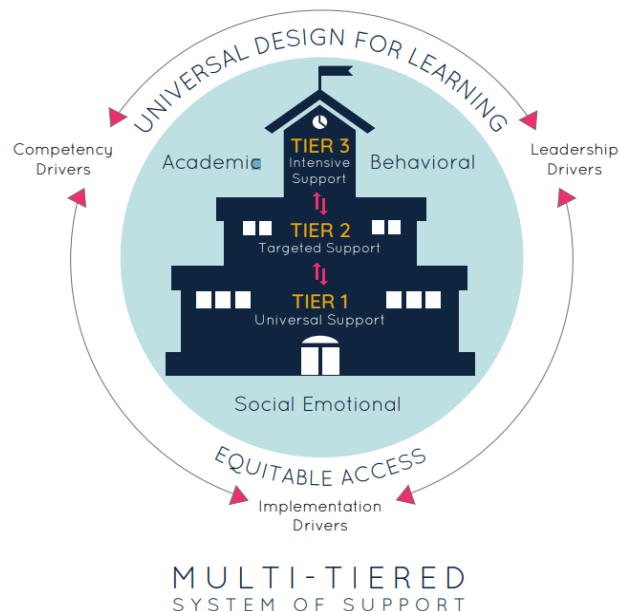 UNIVERSAL DESIGN FOR LEARNING
Competency
Drivers
Leadership
Drivers
Academic
Behavioral
TIER 3
Intensive
Support
TIER 2
Targeted Support
TIER 1
Universal Support
Social Emotional
EQUITABLE ACCESS
Implementation
Drivers
MULTI-TIERED
SYSTEM OF SUPPORT